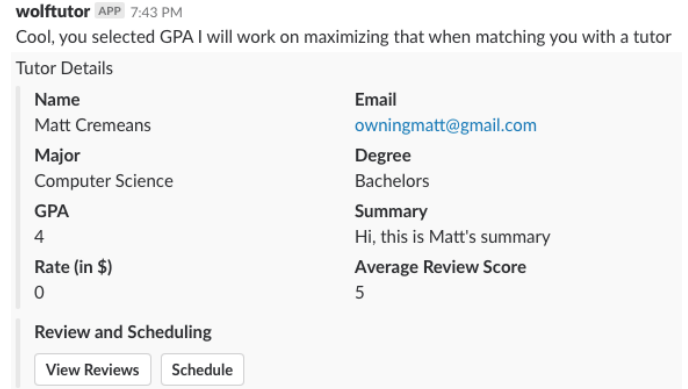 wolftutor APP 7:43 PM
Cool, you selected GPA I will work on maximizing that when matching you with a tutor
Tutor Details
Name Email
Matt Cremeans owningmatt@gmail.com
Major Degree
Computer Science Bachelors
GPA Summary
4 Hi, this is Matt's summary
Rate (in $) Average Review Score
0 5
Review and Scheduling
View Reviews Schedule